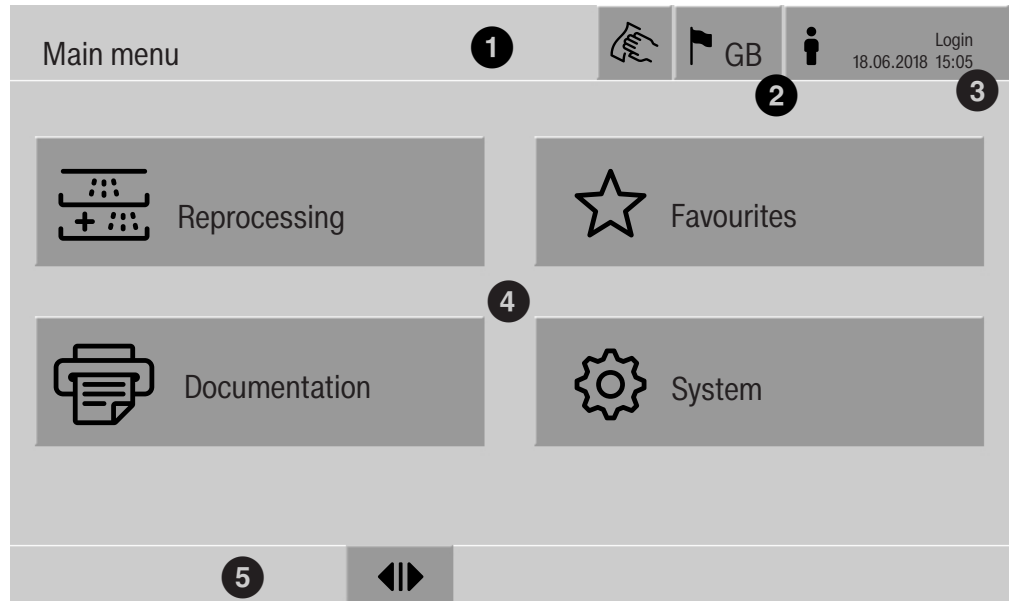 Main menu
1
GB
Login
18.06.2018 15:05
2
3
Reprocessing
Favourites
4
Documentation
System
5